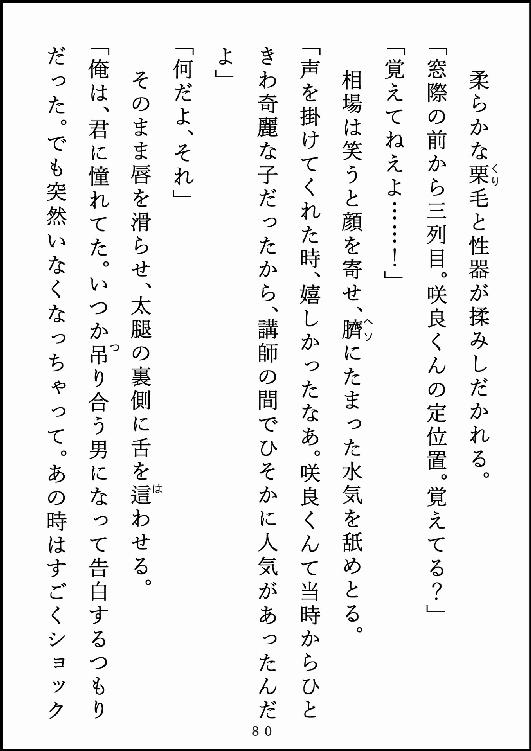 柔らかな栗毛と性器が揉みしだかれる。
「窓際の前から三列目。咲良くんの定位置。覚えてる？」
「覚えてねえよ……！」
相場は笑うと顔を寄せ、臍にたまった水気を舐めとる。
「声を掛けてくれた時、嬉しかったなあ。咲良くんて当時からひと
きわ奇麗な子だったから、講師の間でひそかに人気があったんだ
よ」
「何だよ、それ」
そのまま唇を滑らせ、太腿の裏側に舌を這わせる。
「俺は、君に憧れてた。いつか吊り合う男になって告白するつもり
だった。でも突然いなくなっちゃって。あの時はすごくショック
80